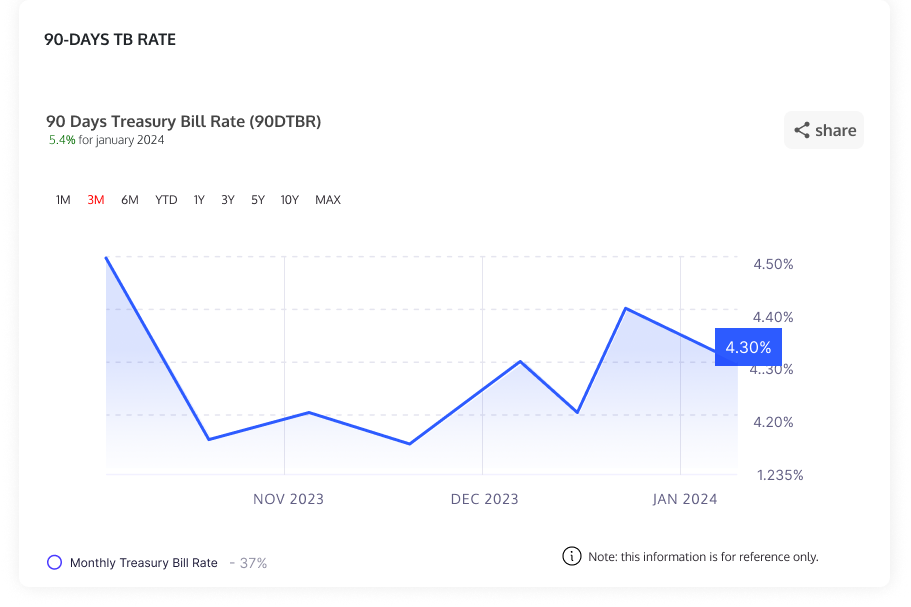 90-DAYS TB RATE
90 Days Treasury Bill Rate (90DTBR)
5.4% for january 2024
share
1M 3M 6M YTD 1Y 3Y 5Y 10Y MAX
4.50%
4.40%
4.30%
4.30%
4.20%
1.235%
NOV 2023 DEC 2023 JAN 2024
Monthly Treasury Bill Rate - 37%
Note: this information is for reference only.